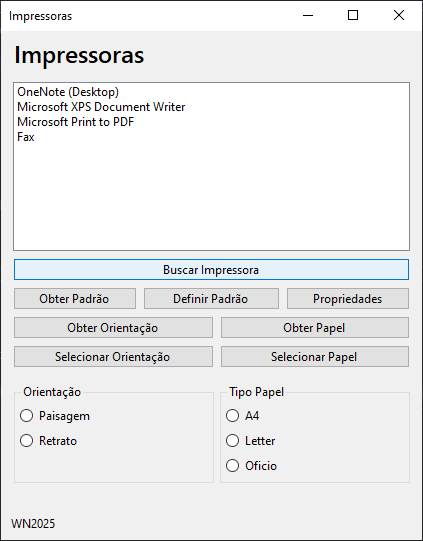 Impressoras
Impressoras
OneNote (Desktop)
Microsoft XPS Document Writer
Microsoft Print to PDF
Fax
Buscar Impressora
Obter Padrão Definir Padrão Propriedades
Obter Orientação Obter Papel
Selecionar Orientação Selecionar Papel
Orientação Tipo Papel
Paisagem A4
Retrato Letter
Oficio
WN2025